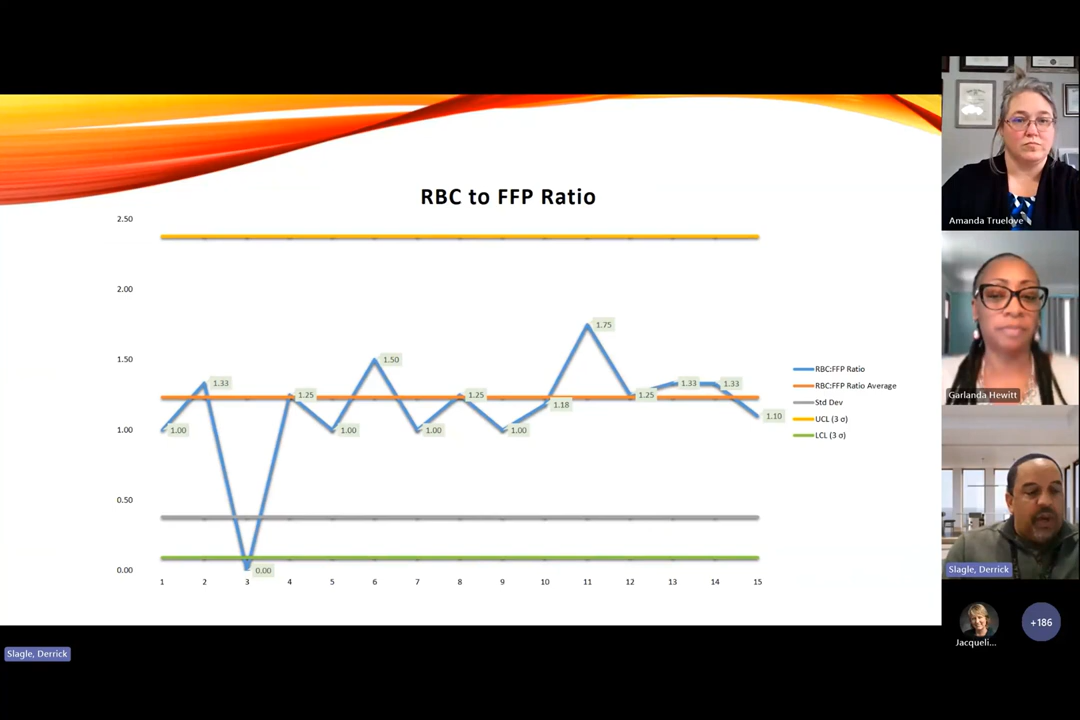 RBC to FFP Ratio
2.50
2.00
1.50
1.00
0.50
0.00
1.00
1.33
0.00
1.25
1.00
1.50
1.00
1.25
1.00
1.18
1.75
1.25
1.33
1.33
1.10
1 2 3 4 5 6 7 8 9 10 11 12 13 14 15
RBC:FFP Ratio
RBC:FFP Ratio Average
Std Dev
UCL (3 σ)
LCL (3 σ)
Amanda Truelove
Garlanda Hewitt
Slagle, Derrick
Jacqueli...
+186
Slagle, Derrick